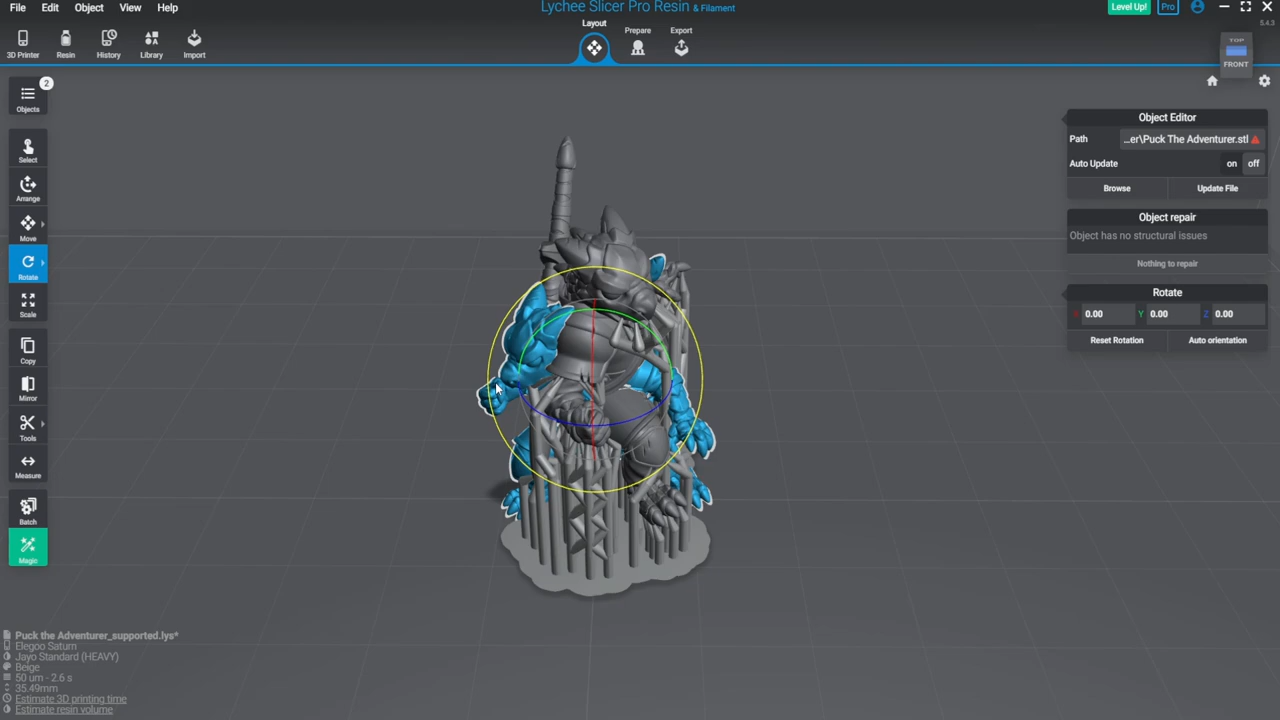 File Edit Object View Help
Lychee Slicer Pro Resin & Filament
Level Up! Pro
5.4.3
3D Printer Resin History Library Import
Layout Prepare Export
TOP
FRONT
2
Objects
Select
Arrange
Move
Rotate
Scale
Copy
Mirror
Tools
Measure
Batch
Magic
Object Editor
Path ...er\Puck The Adventurer.stl
Auto Update on off
Browse Update File
Object repair
Object has no structural issues
Nothing to repair
Rotate
X 0.00 Y 0.00 Z 0.00
Reset Rotation Auto orientation
Puck the Adventurer_supported.lys*
Elegoo Saturn
Jayo Standard (HEAVY)
Beige
50 um - 2.6 s
35.49mm
Estimate 3D printing time
Estimate resin volume